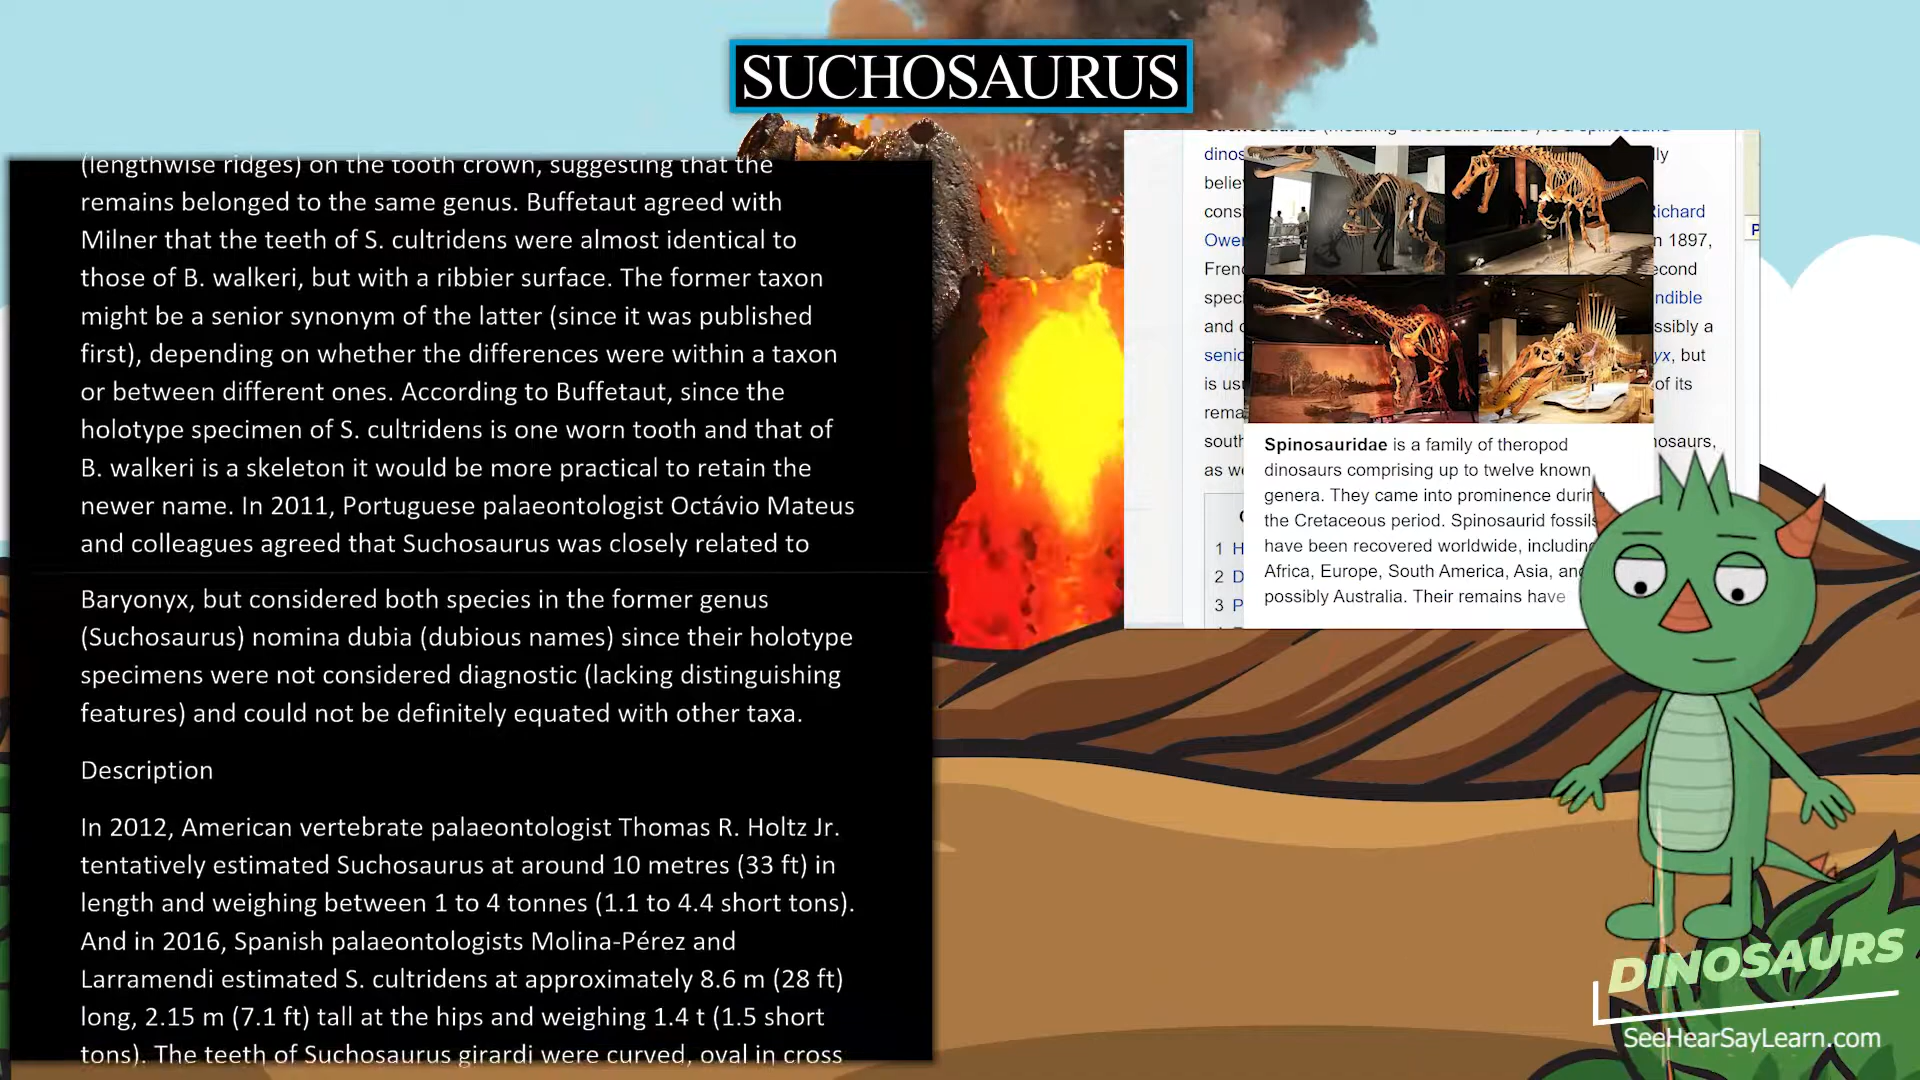 SUCHOSAURUS
(lengthwise ridges) on the tooth crown, suggesting that the
remains belonged to the same genus. Buffetaut agreed with
Milner that the teeth of S. cultridens were almost identical to
those of B. walkeri, but with a ribbier surface. The former taxon
might be a senior synonym of the latter (since it was published
first), depending on whether the differences were within a taxon
or between different ones. According to Buffetaut, since the
holotype specimen of S. cultridens is one worn tooth and that of
B. walkeri is a skeleton it would be more practical to retain the
newer name. In 2011, Portuguese palaeontologist Octávio Mateus
and colleagues agreed that Suchosaurus was closely related to
Baryonyx, but considered both species in the former genus
(Suchosaurus) nomina dubia (dubious names) since their holotype
specimens were not considered diagnostic (lacking distinguishing
features) and could not be definitely equated with other taxa.
Description
In 2012, American vertebrate palaeontologist Thomas R. Holtz Jr.
tentatively estimated Suchosaurus at around 10 metres (33 ft) in
length and weighing between 1 to 4 tonnes (1.1 to 4.4 short tons).
And in 2016, Spanish palaeontologists Molina-Pérez and
Larramendi estimated S. cultridens at approximately 8.6 m (28 ft)
long, 2.15 m (7.1 ft) tall at the hips and weighing 1.4 t (1.5 short
tons). The teeth of Suchosaurus girardi were curved, oval in cross
Richard
n 1897,
and
ssibly a
yx, but
of its
as
1 H
2 D
3 P
Spinosauridae is a family of theropod
dinosaurs comprising up to twelve known
genera. They came into prominence durin
the Cretaceous period. Spinosaurid fossils
have been recovered worldwide, including
Africa, Europe, South America, Asia, and
possibly Australia. Their remains have
DINOSAURS
SeeHearSayLearn.com